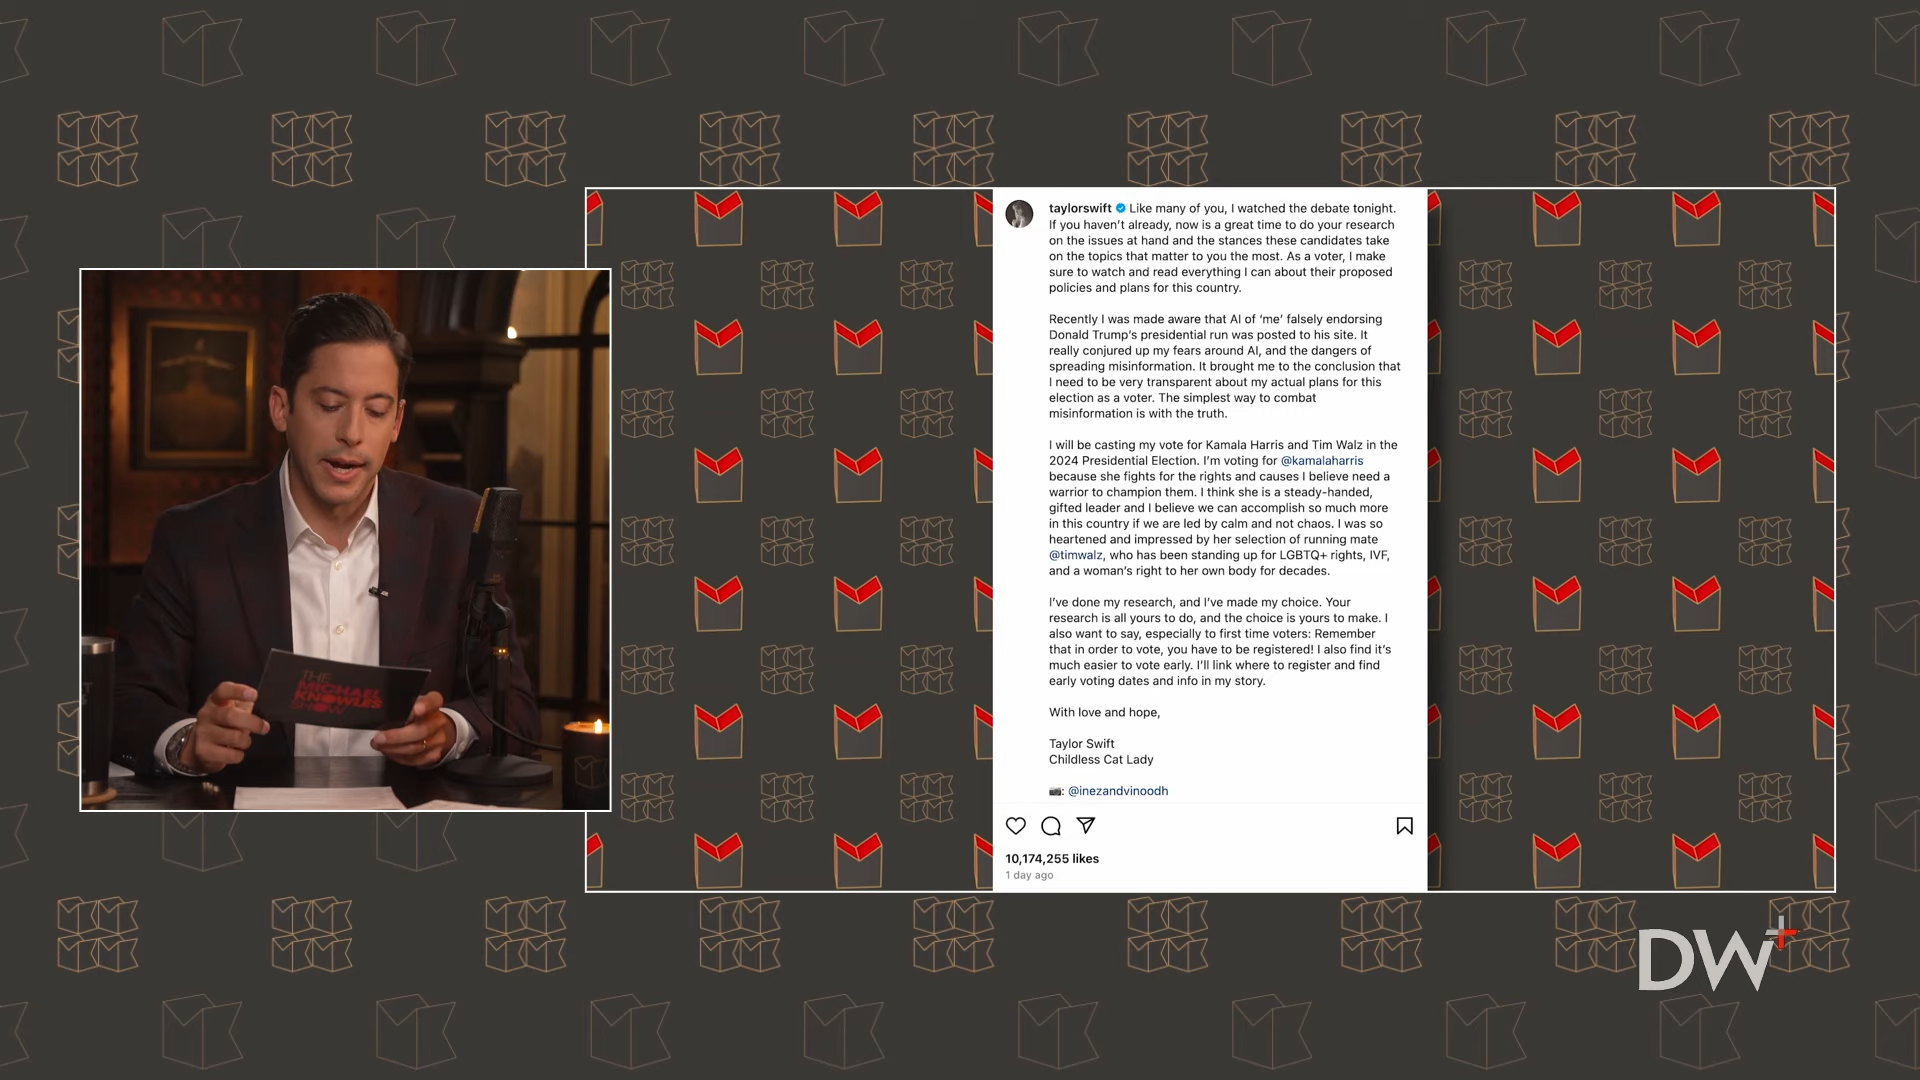 THE
MICHAEL
KNOWLES
SHOW
taylorswift Like many of you, I watched the debate tonight.
If you haven't already, now is a great time to do your research
on the issues at hand and the stances these candidates take
on the topics that matter to you the most. As a voter, I make
sure to watch and read everything I can about their proposed
policies and plans for this country.
Recently I was made aware that AI of ‘me’ falsely endorsing
Donald Trump's presidential run was posted to his site. It
really conjured up my fears around AI, and the dangers of
spreading misinformation. It brought me to the conclusion that
I need to be very transparent about my actual plans for this
election as a voter. The simplest way to combat
misinformation is with the truth.
I will be casting my vote for Kamala Harris and Tim Walz in the
2024 Presidential Election. I'm voting for @kamalaharris
because she fights for the rights and causes I believe need a
warrior to champion them. I think she is a steady-handed,
gifted leader and I believe we can accomplish so much more
in this country if we are led by calm and not chaos. I was so
heartened and impressed by her selection of running mate
@timwalz, who has been standing up for LGBTQ+ rights, IVF,
and a woman's right to her own body for decades.
I've done my research, and I've made my choice. Your
research is all yours to do, and the choice is yours to make. I
also want to say, especially to first time voters: Remember
that in order to vote, you have to be registered! I also find it's
much easier to vote early. I'll link where to register and find
early voting dates and info in my story.
With love and hope,
Taylor Swift
Childless Cat Lady
📷: @inezandvinoodh
10,174,255 likes
1 day ago
DW+